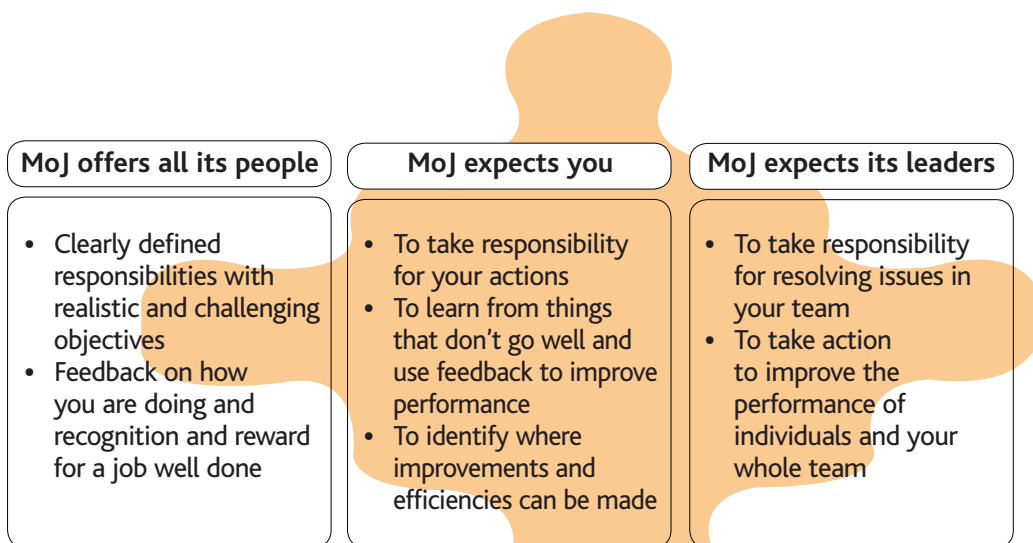 MoJ offers all its people
• Clearly defined
responsibilities with
realistic and challenging
objectives
• Feedback on how
you are doing and
recognition and reward
for a job well done
MoJ expects you
• To take responsibility
for your actions
• To learn from things
that don’t go well and
use feedback to improve
performance
• To identify where
improvements and
efficiencies can be made
MoJ expects its leaders
• To take responsibility
for resolving issues in
your team
• To take action
to improve the
performance of
individuals and your
whole team